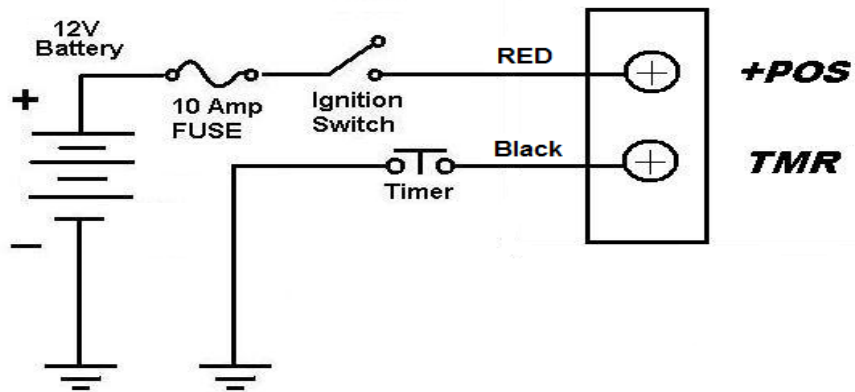 12V
Battery
+
10 Amp
FUSE
Ignition
Switch
RED
+POS
Black
Timer
TMR
—